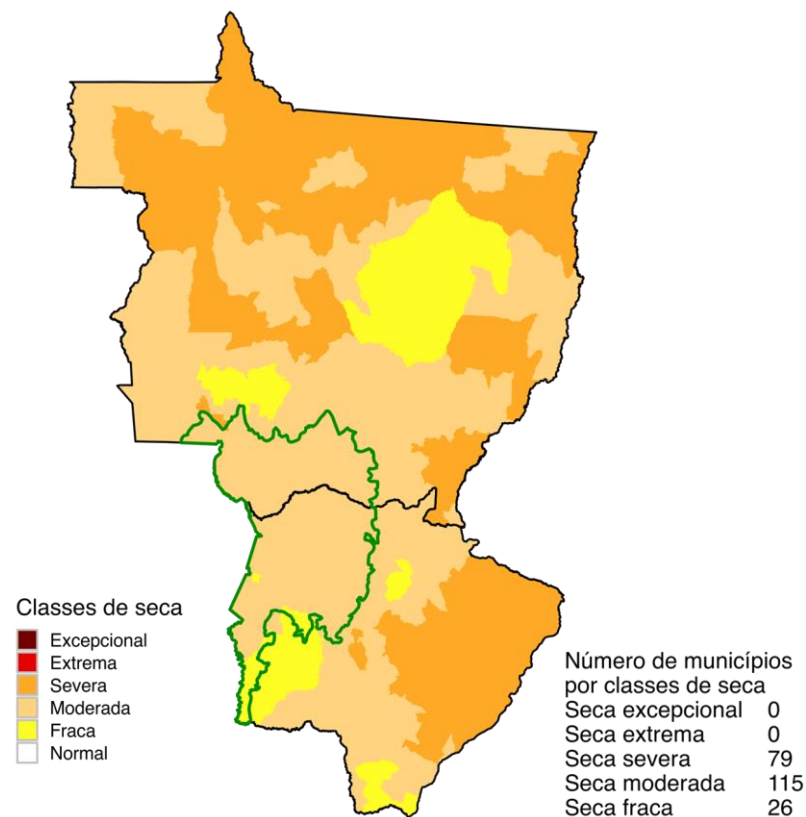 Classes de seca
Excepcional
Extrema
Severa
Moderada
Fraca
Normal
Número de municípios
por classes de seca
Seca excepcional 0
Seca extrema 0
Seca severa 79
Seca moderada 115
Seca fraca 26